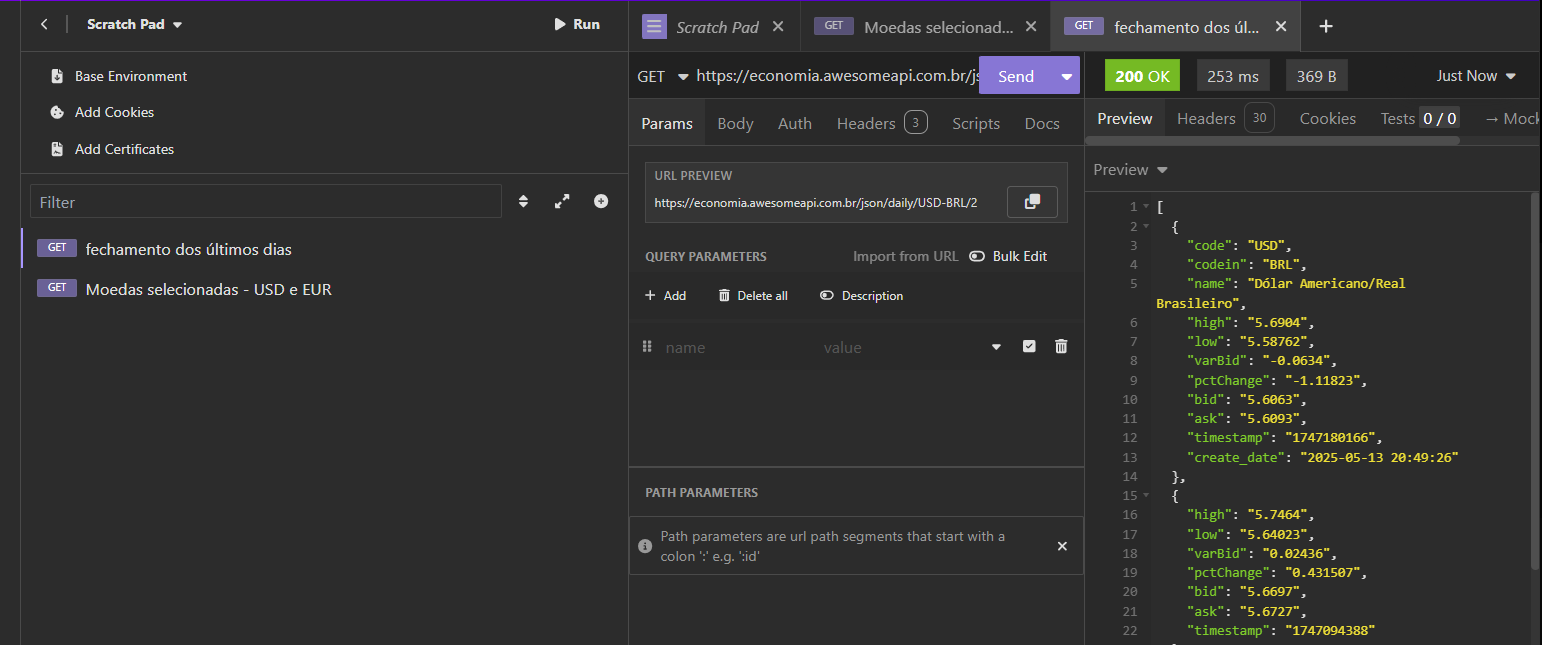 Scratch Pad
Run
Base Environment
Add Cookies
Add Certificates
Filter
GET fechamento dos últimos dias
GET Moedas selecionadas - USD e EUR
Scratch Pad
GET Moedas selecionad...
GET fechamento dos úl...
GET https://economia.awesomeapi.com.br/js
Send
Params Body Auth Headers 3 Scripts Docs
URL PREVIEW
https://economia.awesomeapi.com.br/json/daily/USD-BRL/2
QUERY PARAMETERS Import from URL Bulk Edit
Add Delete all Description
name value
PATH PARAMETERS
Path parameters are url path segments that start with a
colon ':' e.g. ':id'
200 OK 253 ms 369 B Just Now
Preview Headers 30 Cookies Tests 0 / 0 → Mock
Preview
1 [
2 {
3 "code": "USD",
4 "codein": "BRL",
5 "name": "Dólar Americano/Real
Brasileiro",
6 "high": "5.6904",
7 "low": "5.58762",
8 "varBid": "-0.0634",
9 "pctChange": "-1.11823",
10 "bid": "5.6063",
11 "ask": "5.6093",
12 "timestamp": "1747180166",
13 "create_date": "2025-05-13 20:49:26"
14 },
15 {
16 "high": "5.7464",
17 "low": "5.64023",
18 "varBid": "0.02436",
19 "pctChange": "0.431507",
20 "bid": "5.6697",
21 "ask": "5.6727",
22 "timestamp": "1747094388"